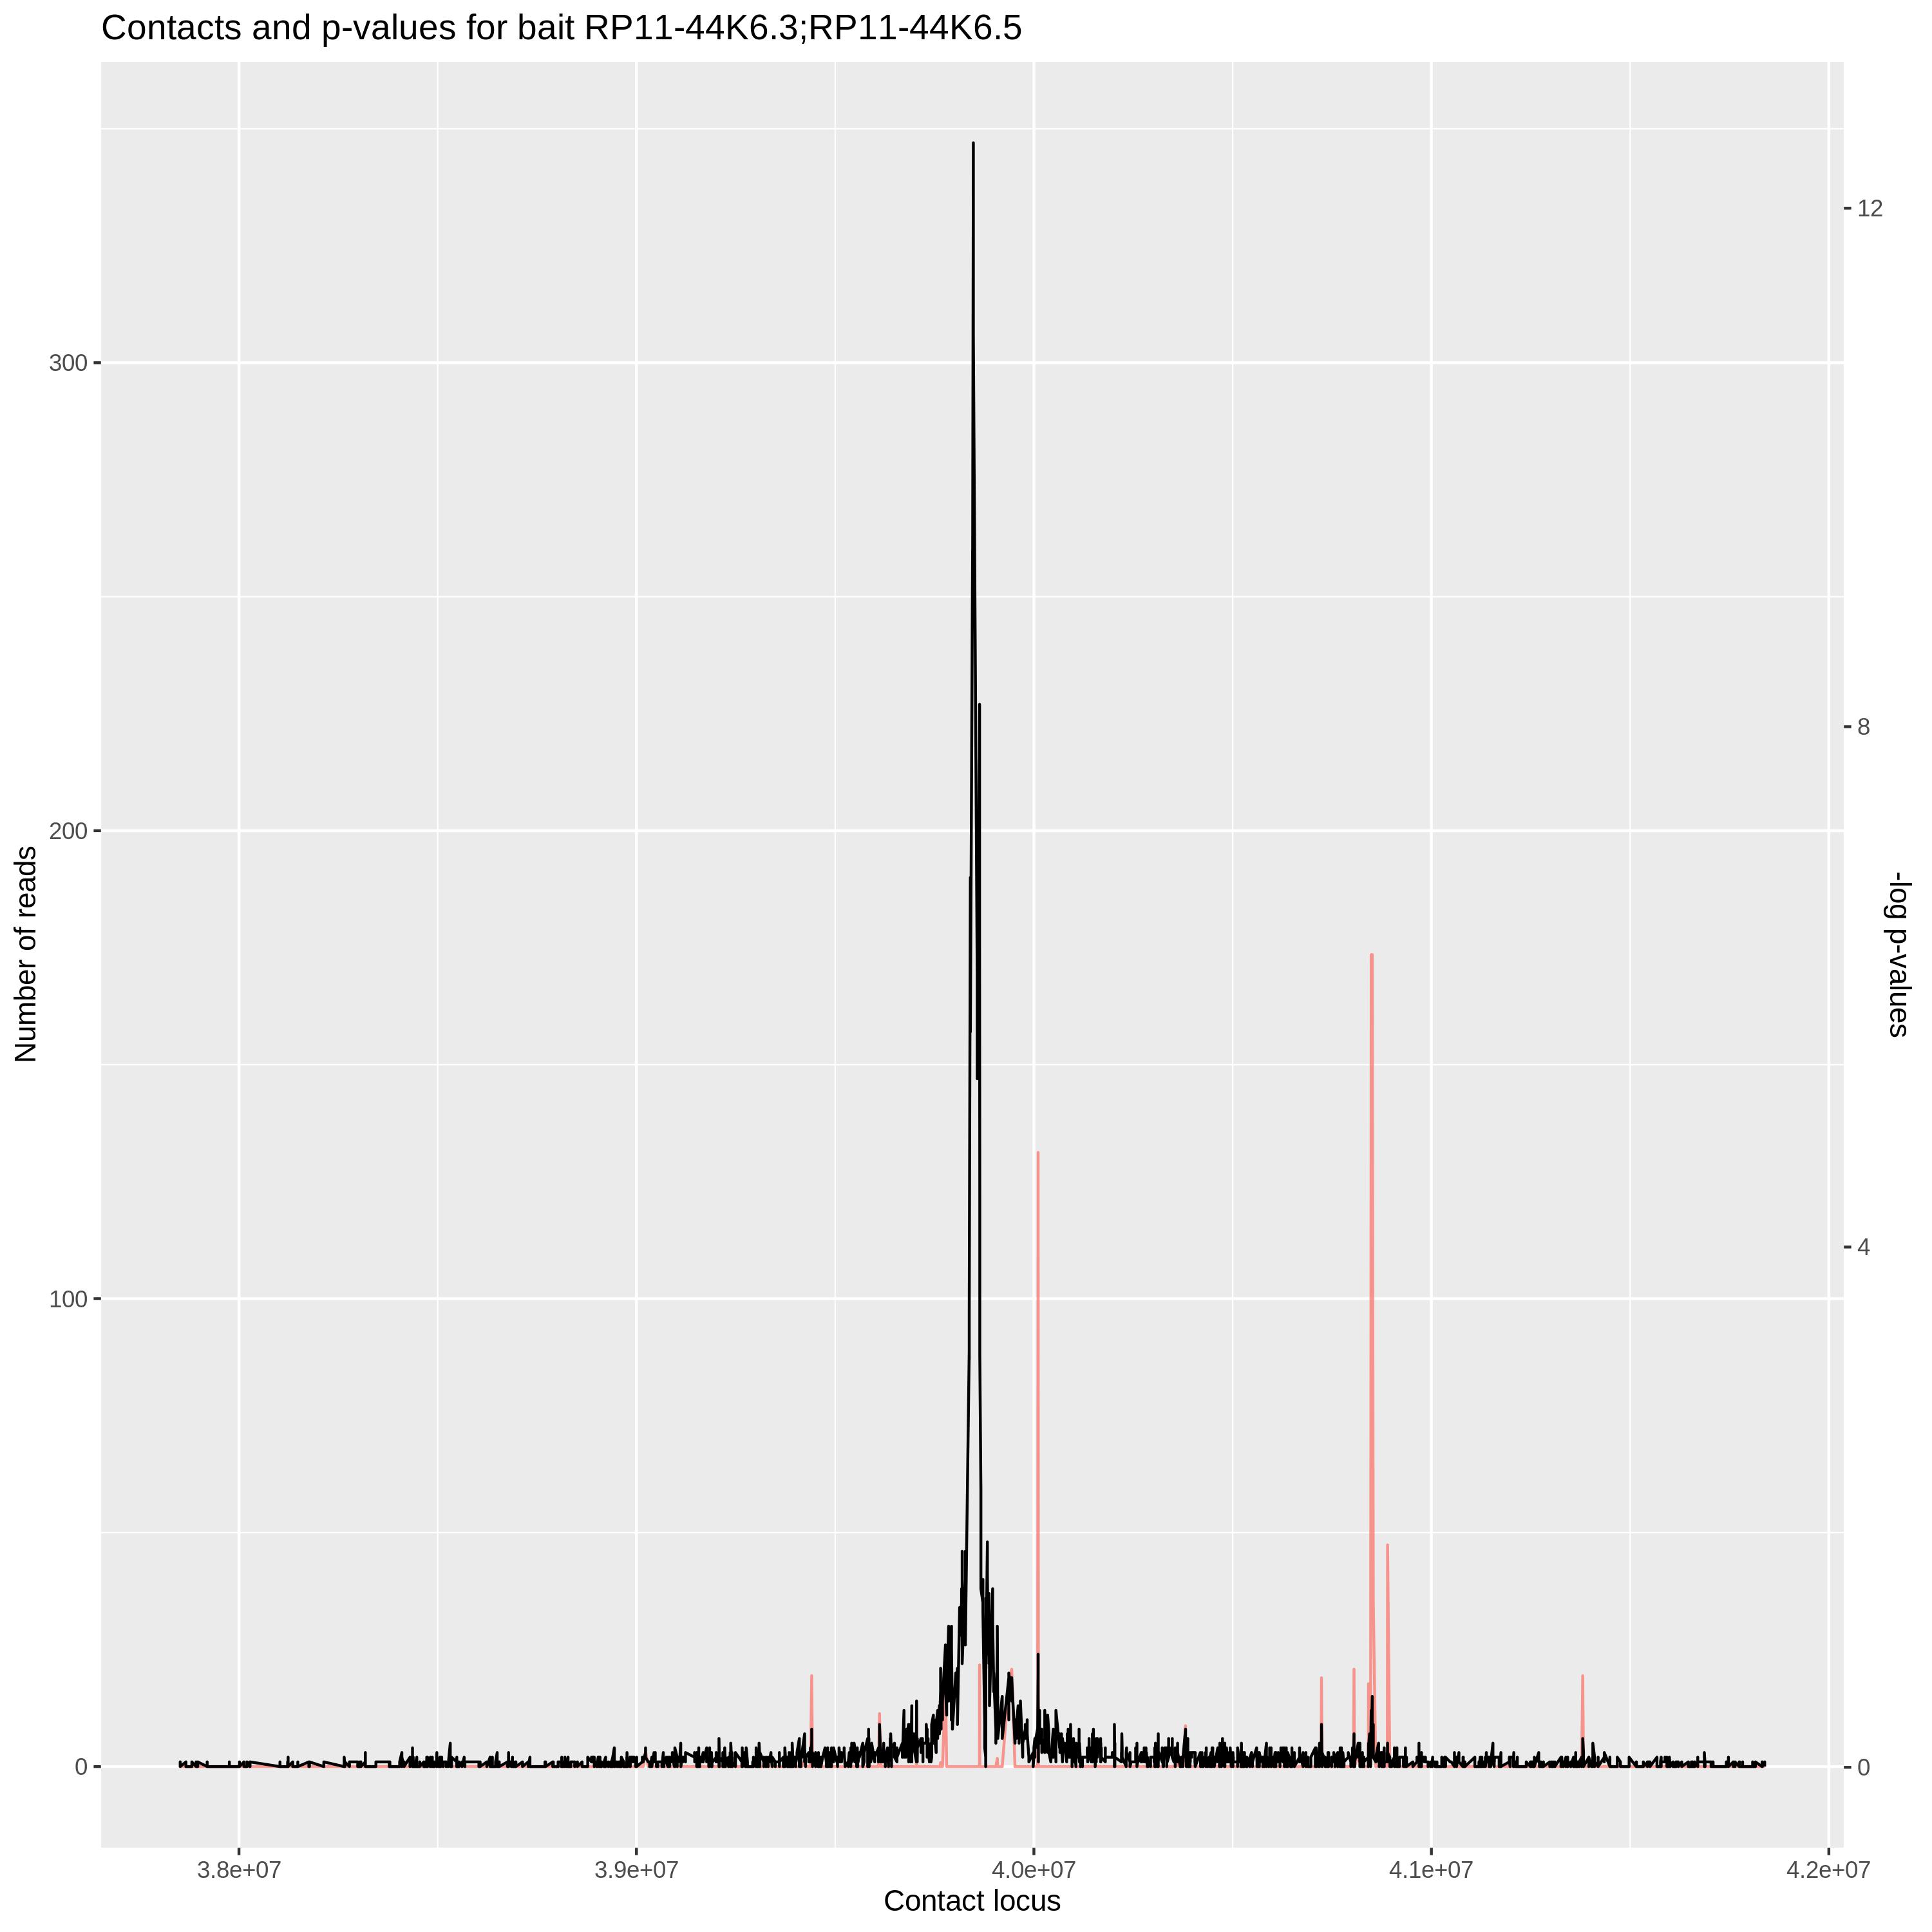 Contacts and p-values for bait RP11-44K6.3;RP11-44K6.5
Number of reads
300
200
100
0
12
8
4
0
-log p-values
3.8e+07
3.9e+07
4.0e+07
4.1e+07
4.2e+07
Contact locus